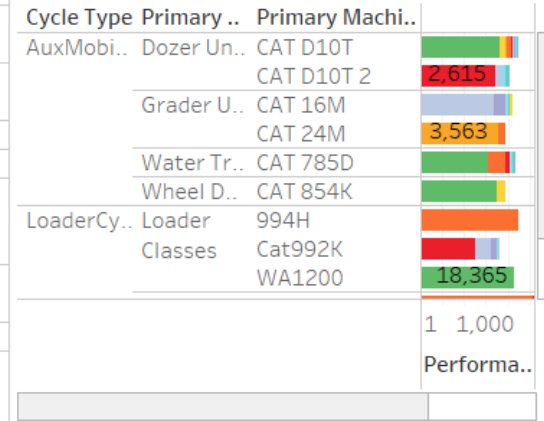 Cycle Type Primary .. Primary Machi..
AuxMobi.. Dozer Un.. CAT D10T
CAT D10T 2 2,615
Grader U.. CAT 16M
CAT 24M 3,563
Water Tr.. CAT 785D
Wheel D.. CAT 854K
LoaderCy.. Loader 994H
Classes Cat992K
WA1200 18,365
1 1,000
Performa..